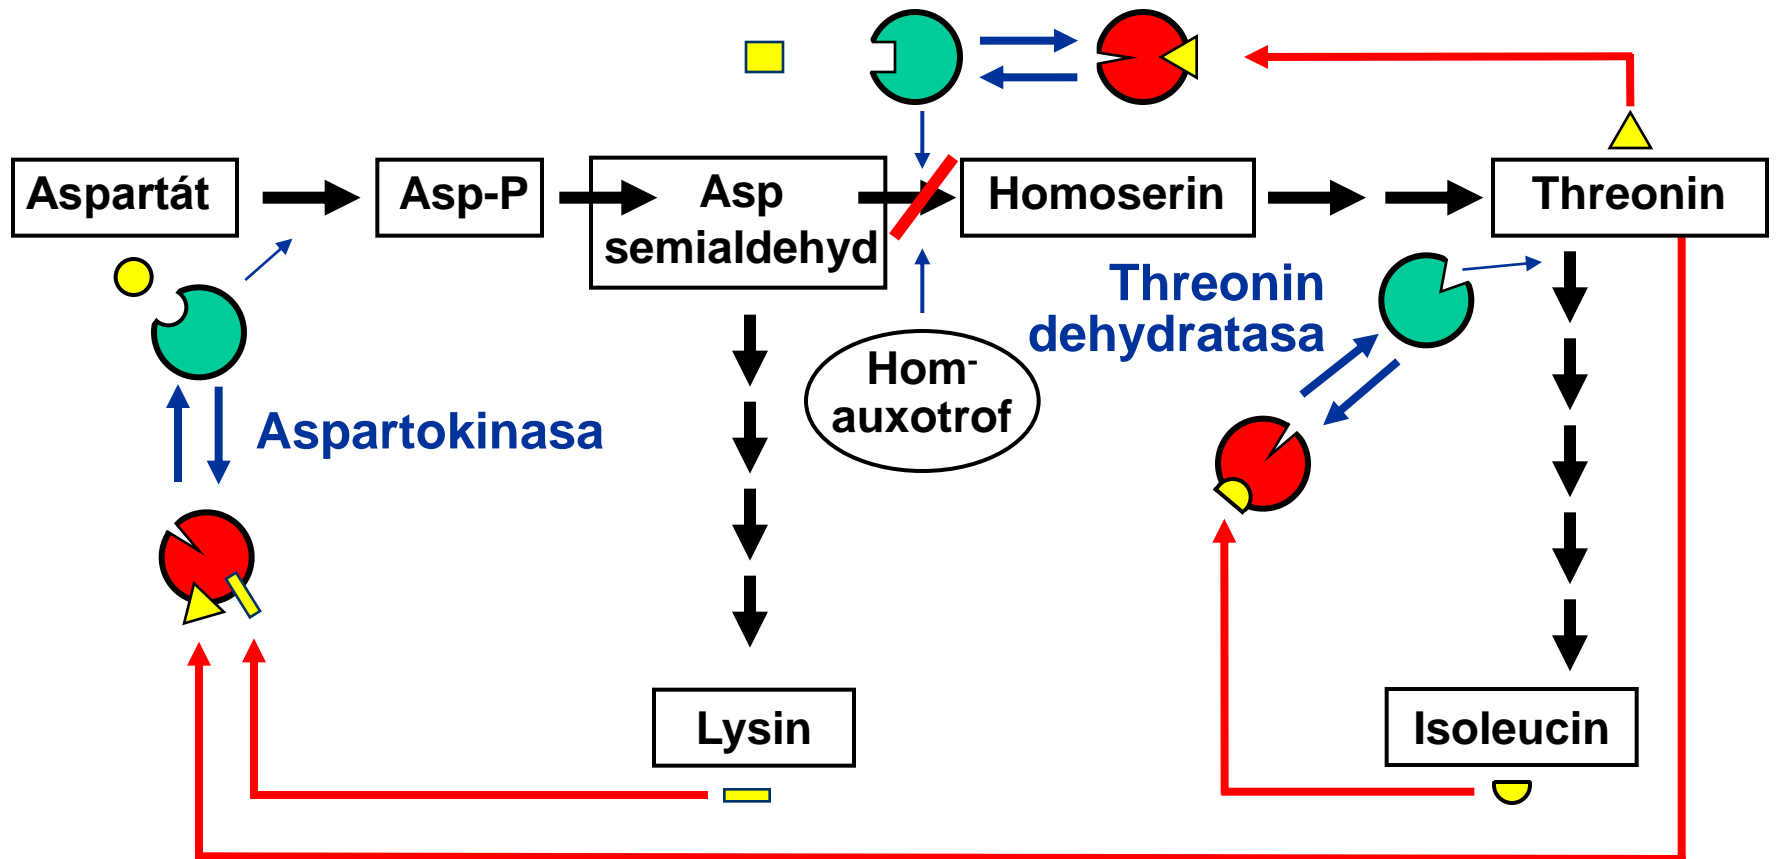 Aspartát
Asp-P
Asp
semialdehyd
Homoserin
Threonin
Threonin
dehydratasa
Hom-
auxotrof
Aspartokinasa
Lysin
Isoleucin